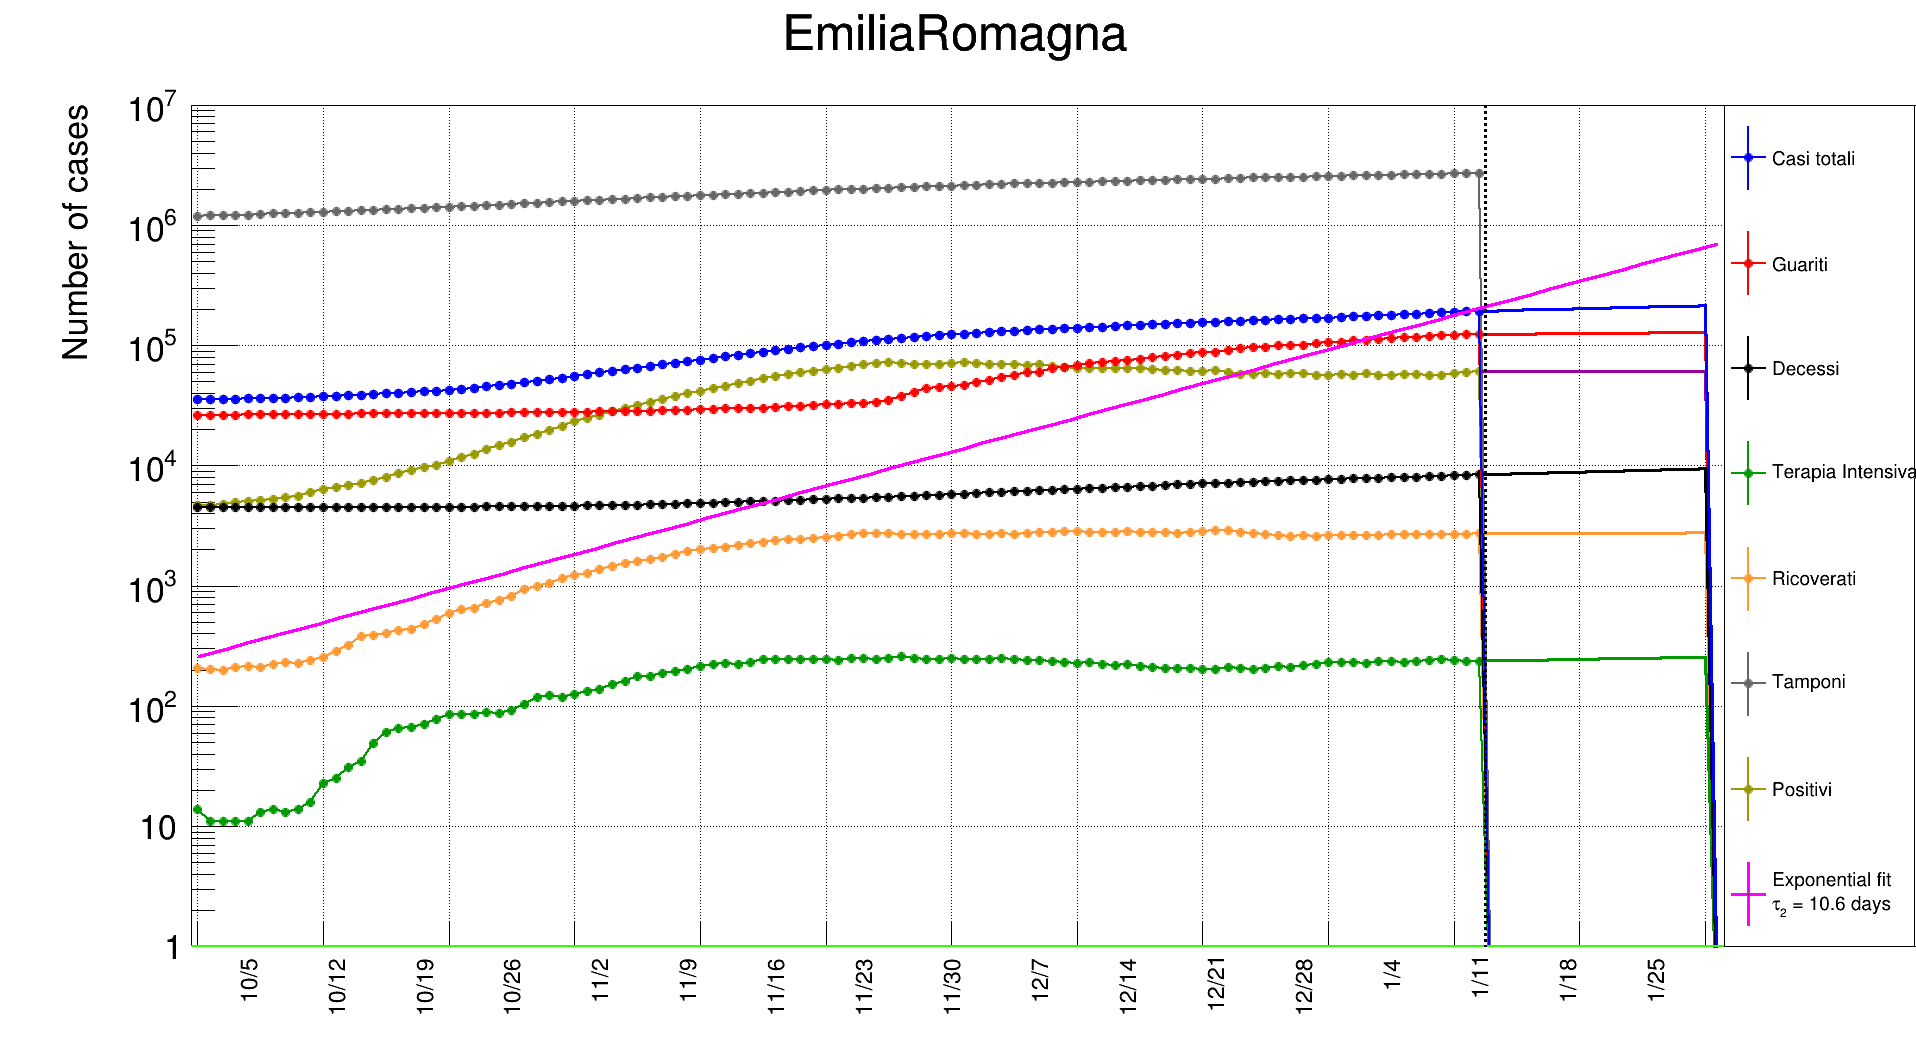 EmiliaRomagna
Number of cases
10^7
10^6
10^5
10^4
10^3
10^2
10
1
10/5
10/12
10/19
10/26
11/2
11/9
11/16
11/23
11/30
12/7
12/14
12/21
12/28
1/4
1/11
1/18
1/25
Casi totali
Guariti
Decessi
Terapia Intensiva
Ricoverati
Tamponi
Positivi
Exponential fit
τ₂ = 10.6 days